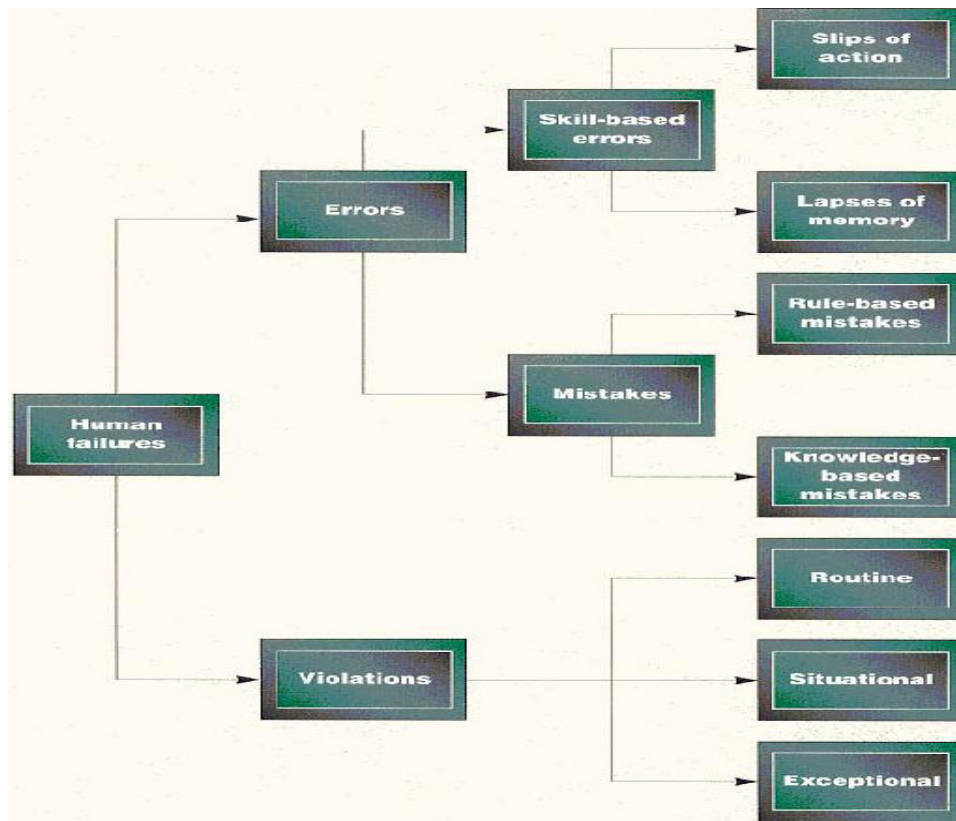 Slips of
action
Skill-based
errors
Errors
Lapses of
memory
Rule-based
mistakes
Mistakes
Human
failures
Knowledge-
based
mistakes
Routine
Violations
Situational
Exceptional